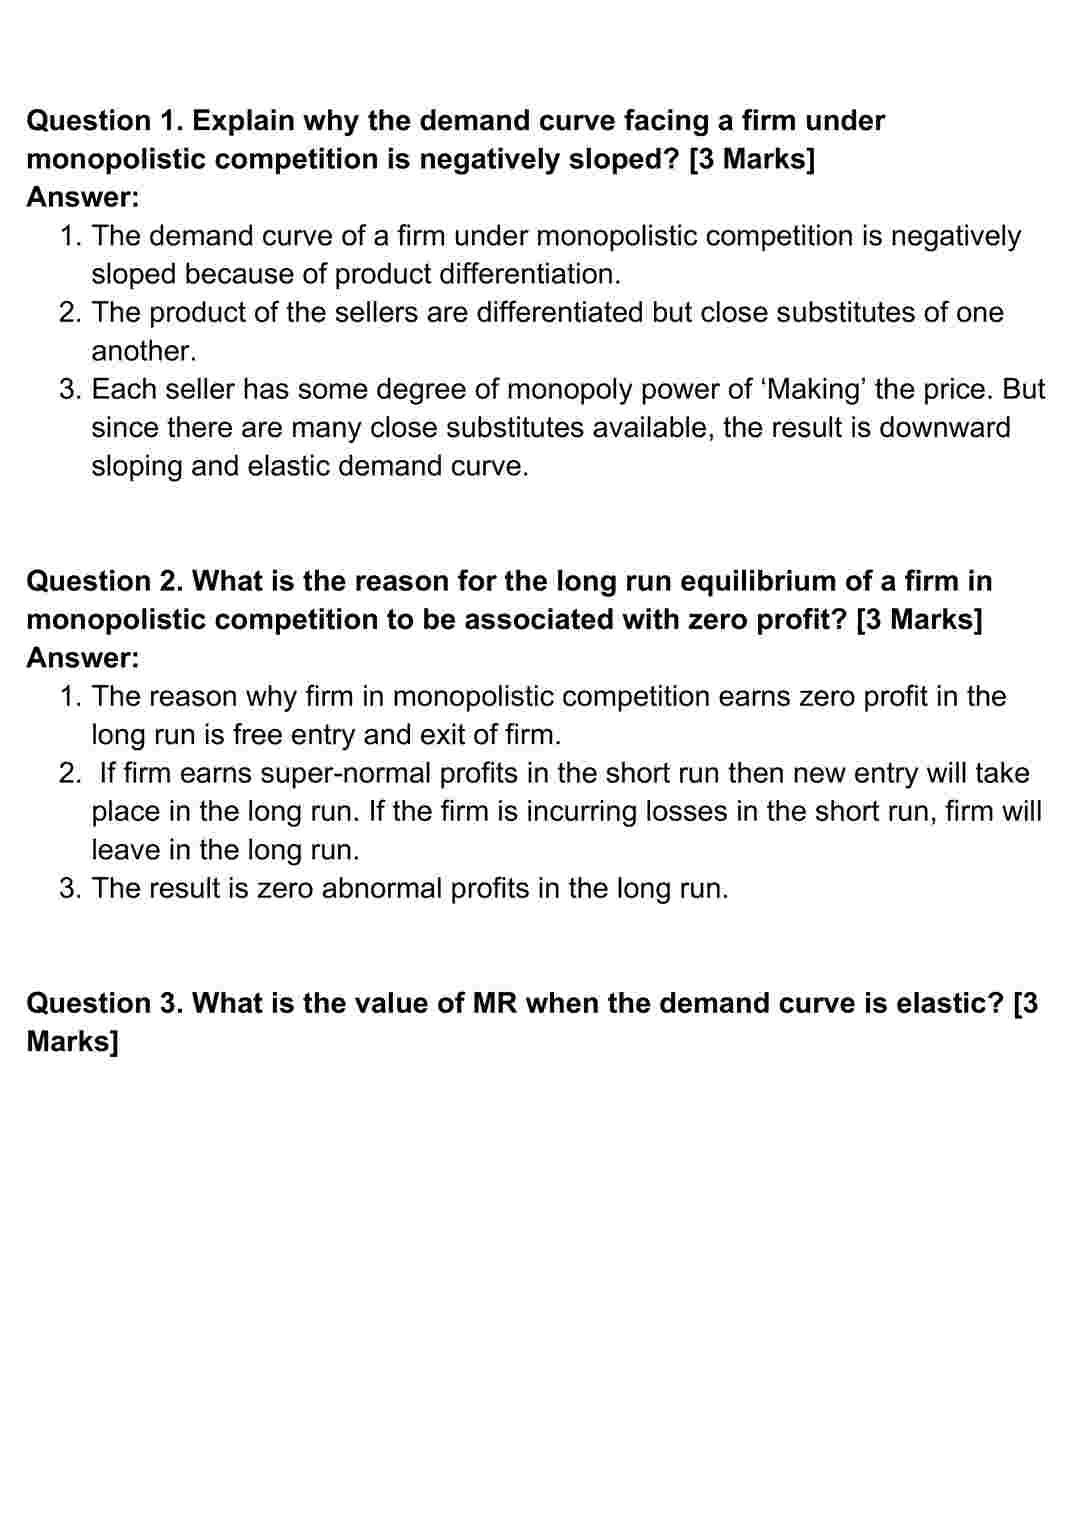 Question 1. Explain why the demand curve facing a firm under
monopolistic competition is negatively sloped? [3 Marks]
Answer:
1. The demand curve of a firm under monopolistic competition is negatively
sloped because of product differentiation.
2. The product of the sellers are differentiated but close substitutes of one
another.
3. Each seller has some degree of monopoly power of ‘Making’ the price. But
since there are many close substitutes available, the result is downward
sloping and elastic demand curve.
Question 2. What is the reason for the long run equilibrium of a firm in
monopolistic competition to be associated with zero profit? [3 Marks]
Answer:
1. The reason why firm in monopolistic competition earns zero profit in the
long run is free entry and exit of firm.
2. If firm earns super-normal profits in the short run then new entry will take
place in the long run. If the firm is incurring losses in the short run, firm will
leave in the long run.
3. The result is zero abnormal profits in the long run.
Question 3. What is the value of MR when the demand curve is elastic? [3
Marks]